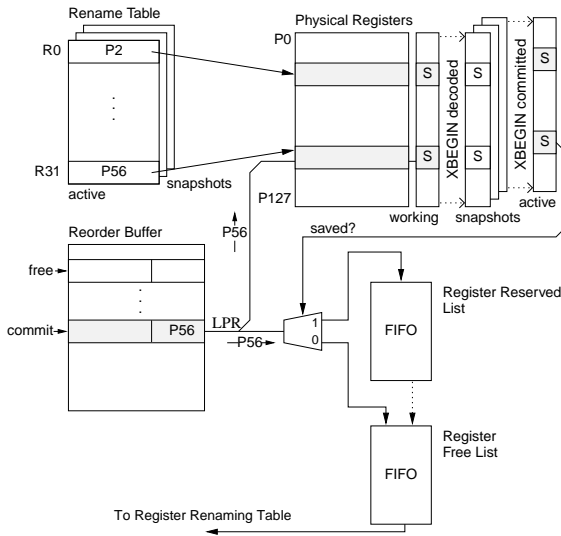 Rename Table
R0
P2
R31
P56
active
snapshots
Physical Registers
P0
P127
S
S
working
XBEGIN decoded
S
S
snapshots
XBEGIN committed
S
S
active
Reorder Buffer
free
commit
P56
LPR
P56
P56
saved?
1
0
FIFO
Register Reserved
List
FIFO
Register
Free List
To Register Renaming Table